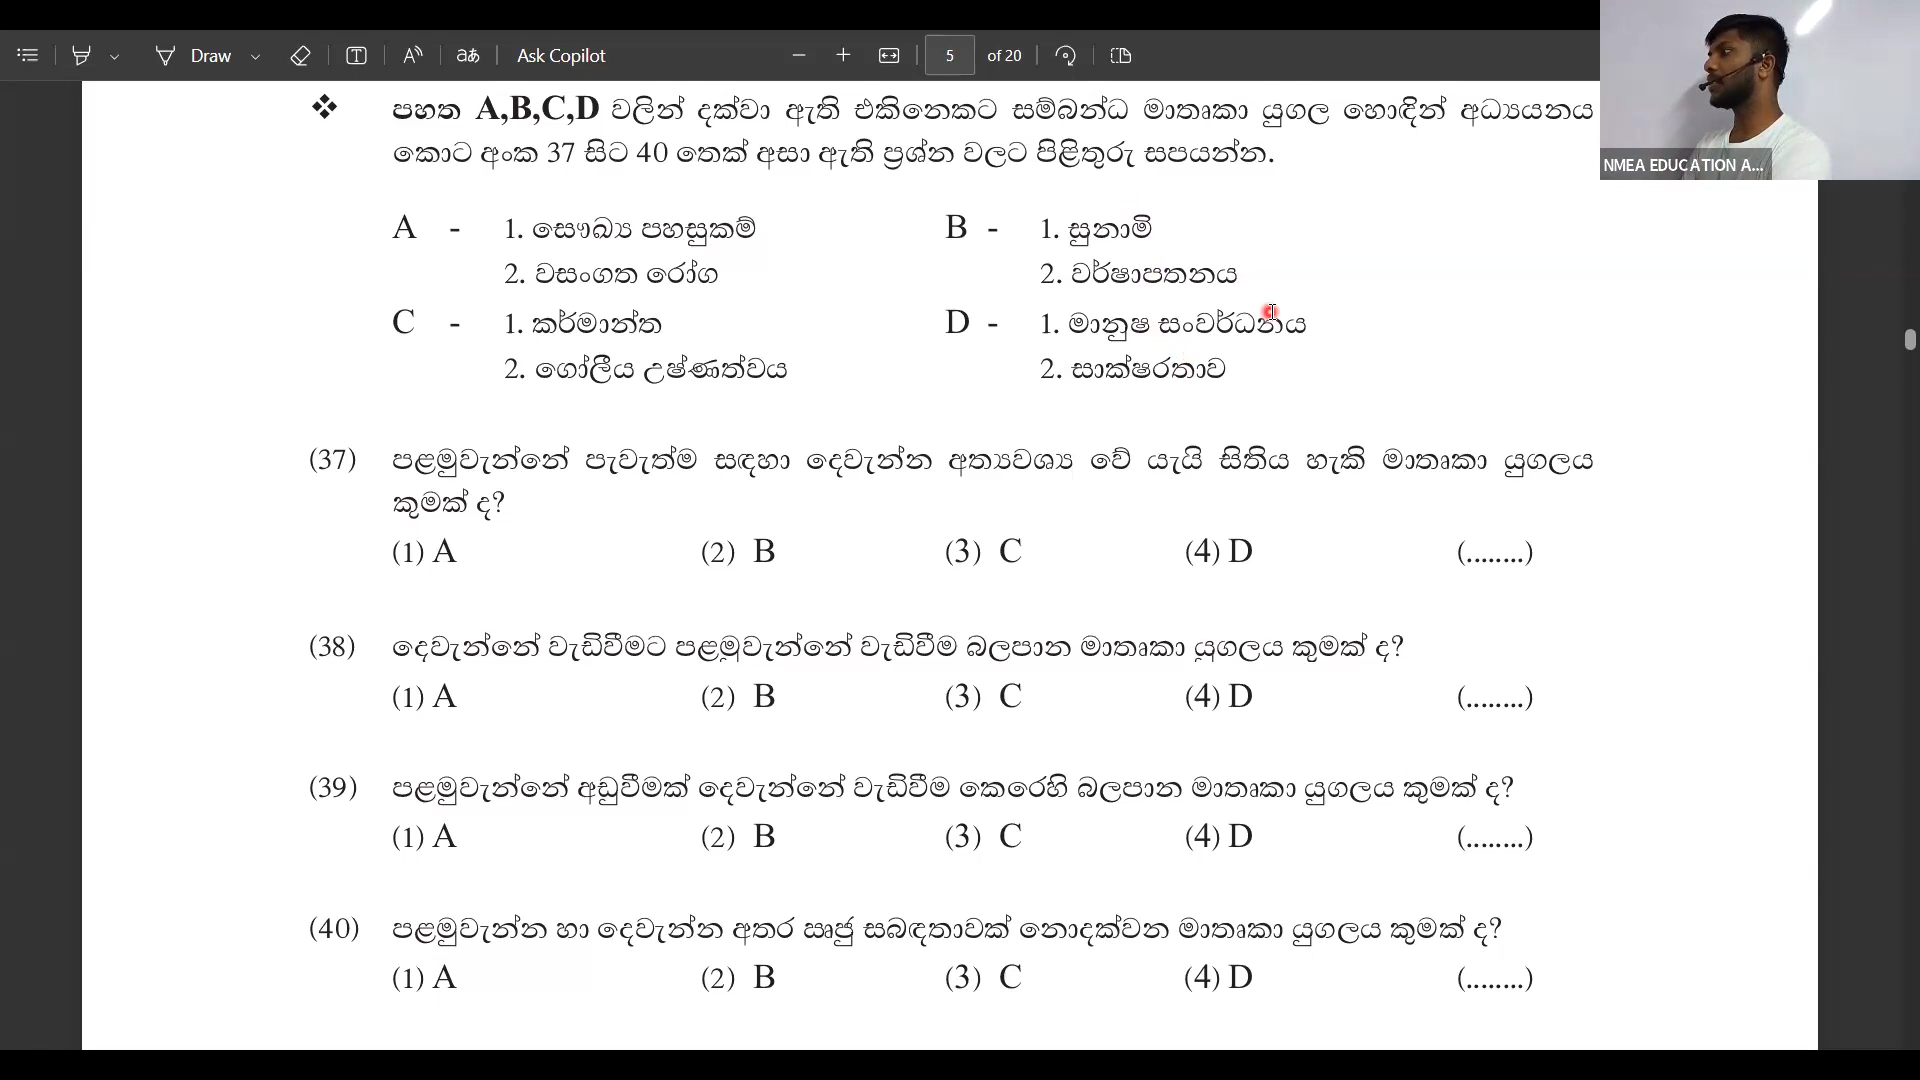 Draw
Ask Copilot
5 of 20
NMEA EDUCATION A...
❖ පහත A,B,C,D වලින් දක්වා ඇති එකිනෙකට සම්බන්ධ මාතෘකා යුගල හොඳින් අධ්‍යයනය
කොට අංක 37 සිට 40 තෙක් අසා ඇති ප්‍රශ්න වලට පිළිතුරු සපයන්න.
A - 1. සෞඛ්‍ය පහසුකම් B - 1. සුනාමි
2. වසංගත රෝග 2. වර්ෂාපතනය
C - 1. කර්මාන්ත D - 1. මානුෂ සංවර්ධනය
2. ගෝලීය උෂ්ණත්වය 2. සාක්ෂරතාව
(37) පළමුවැන්නේ පැවැත්ම සඳහා දෙවැන්න අත්‍යවශ්‍ය වේ යැයි සිතිය හැකි මාතෘකා යුගලය
කුමක් ද?
(1) A (2) B (3) C (4) D (........)
(38) දෙවැන්නේ වැඩිවීමට පළමුවැන්නේ වැඩිවීම බලපාන මාතෘකා යුගලය කුමක් ද?
(1) A (2) B (3) C (4) D (........)
(39) පළමුවැන්නේ අඩුවීමක් දෙවැන්නේ වැඩිවීම කෙරෙහි බලපාන මාතෘකා යුගලය කුමක් ද?
(1) A (2) B (3) C (4) D (........)
(40) පළමුවැන්න හා දෙවැන්න අතර ඍජු සබඳතාවක් නොදක්වන මාතෘකා යුගලය කුමක් ද?
(1) A (2) B (3) C (4) D (........)